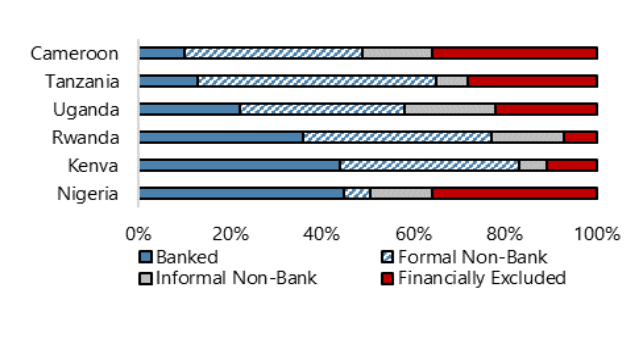 Cameroon
Tanzania
Uganda
Rwanda
Kenva
Nigeria
0% 20% 40% 60% 80% 100%
Banked Formal Non-Bank
Informal Non-Bank Financially Excluded